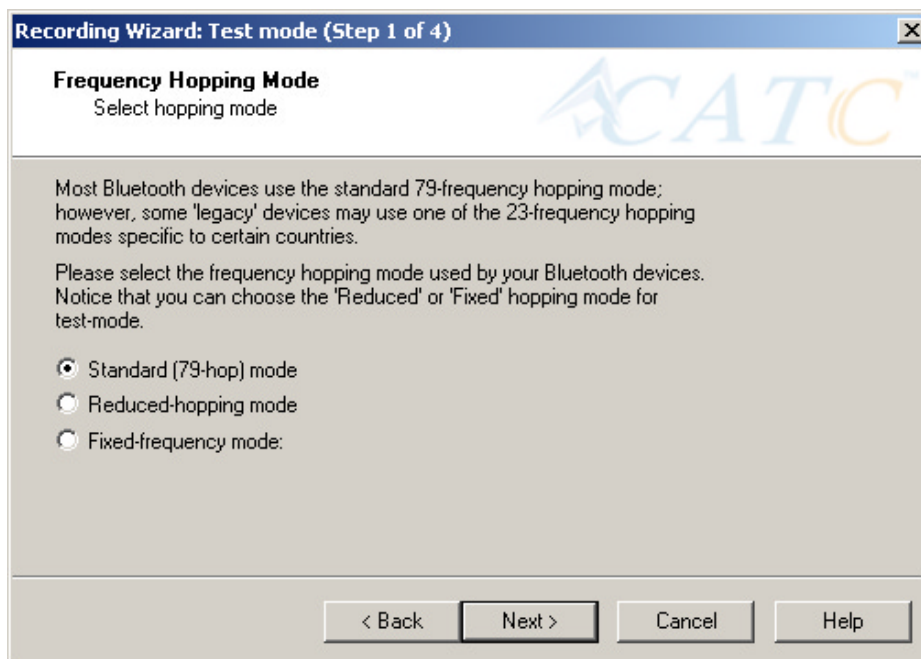 Recording Wizard: Test mode (Step 1 of 4)
Frequency Hopping Mode
Select hopping mode
CATC™
Most Bluetooth devices use the standard 79-frequency hopping mode;
however, some 'legacy' devices may use one of the 23-frequency hopping
modes specific to certain countries.
Please select the frequency hopping mode used by your Bluetooth devices.
Notice that you can choose the 'Reduced' or 'Fixed' hopping mode for
test-mode.
Standard (79-hop) mode
Reduced-hopping mode
Fixed-frequency mode:
< Back Next > Cancel Help